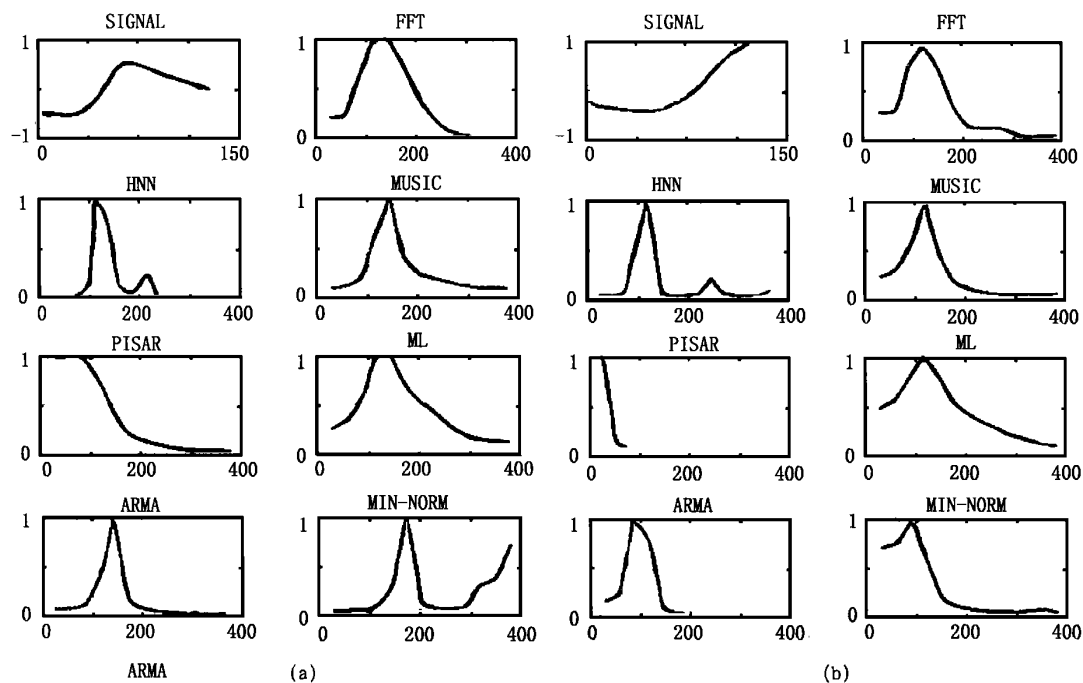 SIGNAL FFT SIGNAL FFT
1 1 1 1
-1 0 -1 0
0 150 0 200 400 0 150 0 200 400
HNN MUSIC HNN MUSIC
1 1 1 1
0 0 0 0
0 200 400 0 200 400 0 200 400 0 200 400
PISAR ML PISAR ML
1 1 1 1
0 0 0 0
0 200 400 0 200 400 0 200 400 0 200 400
ARMA MIN-NORM ARMA MIN-NORM
1 1 1 1
0 0 0 0
0 200 400 0 200 400 0 200 400 0 200 400
ARMA (a) (b)